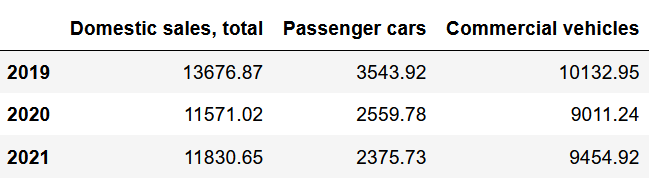 Domestic sales, total Passenger cars Commercial vehicles
2019 13676.87 3543.92 10132.95
2020 11571.02 2559.78 9011.24
2021 11830.65 2375.73 9454.92